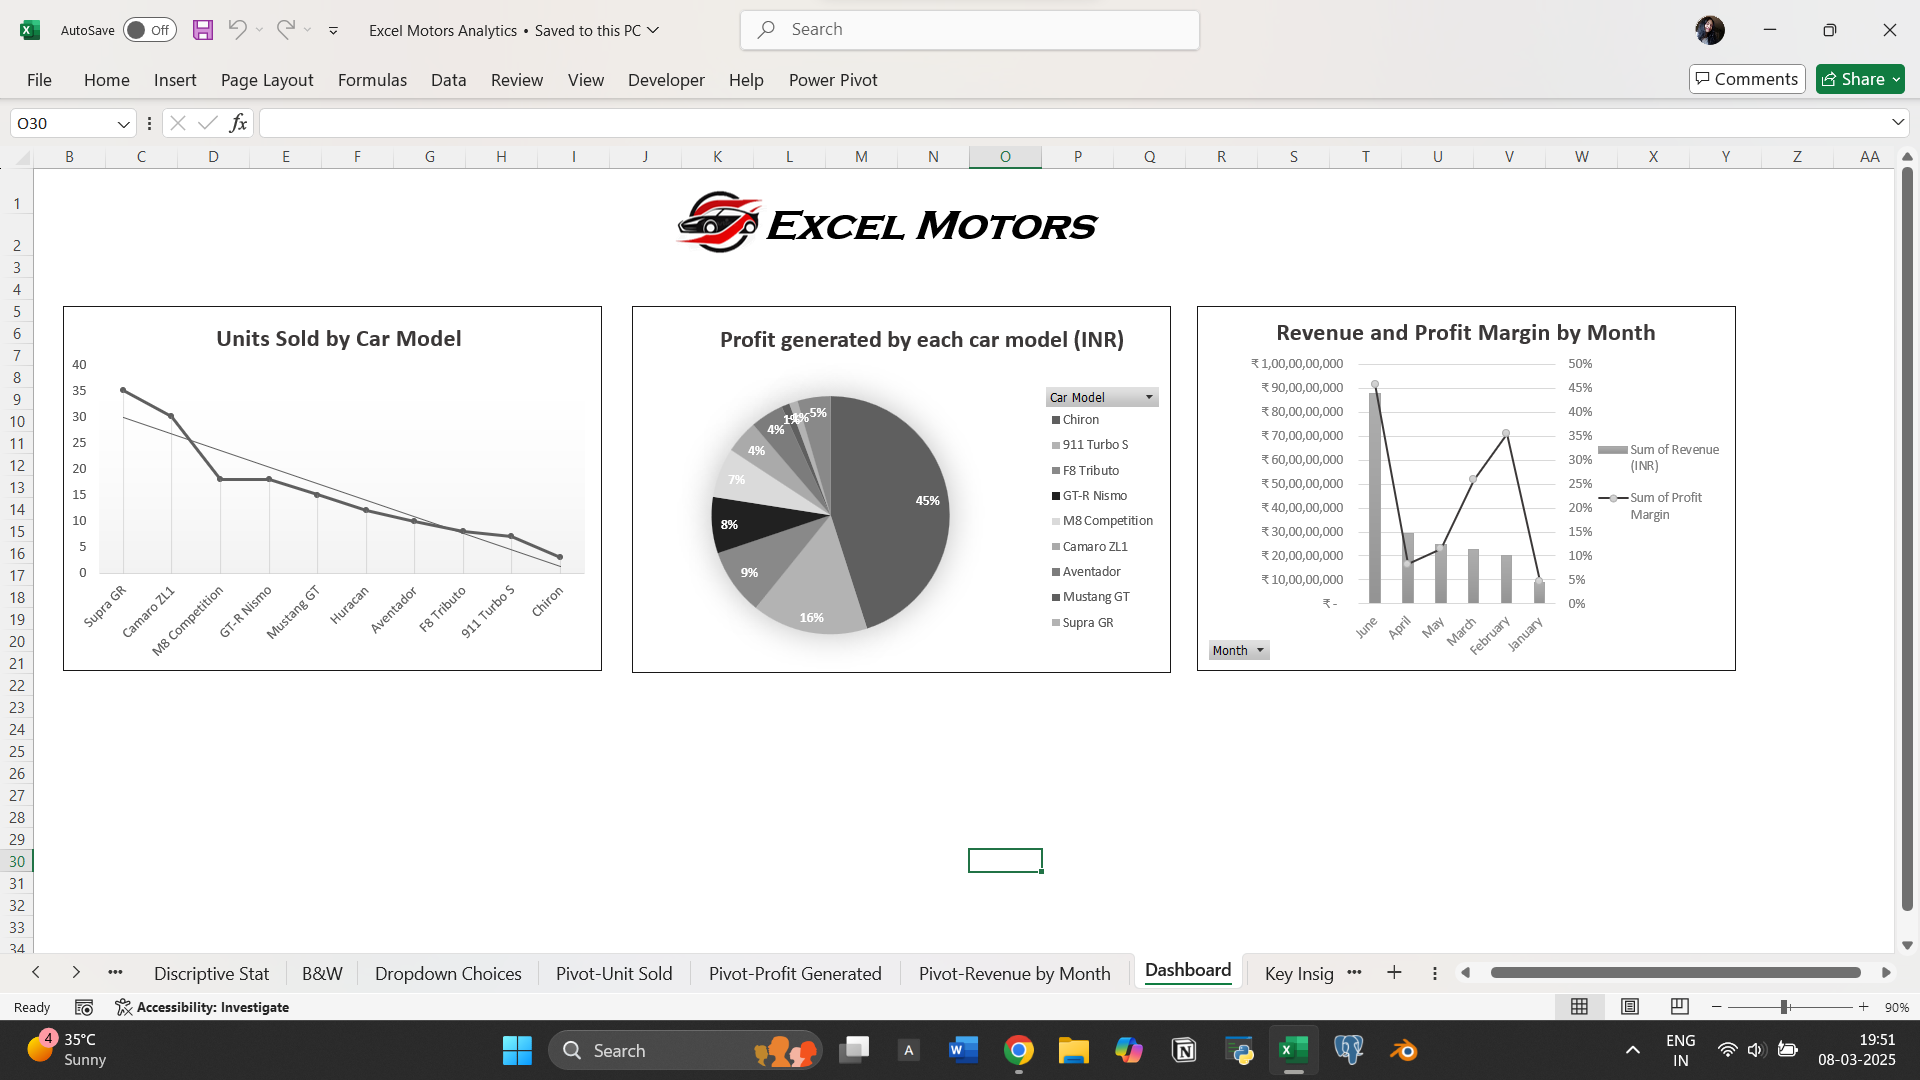 AutoSave Off Excel Motors Analytics • Saved to this PC Search
File Home Insert Page Layout Formulas Data Review View Developer Help Power Pivot Comments Share
O30 fx
B C D E F G H I J K L M N O P Q R S T U V W X Y Z AA
1
2
3
4
5
6
7
8
9
10
11
12
13
14
15
16
17
18
19
20
21
22
23
24
25
26
27
28
29
30
31
32
33
34
EXCEL MOTORS
Units Sold by Car Model
40
35
30
25
20
15
10
5
0
Supra GR
Camaro ZL1
M8 Competition
GT-R Nismo
Mustang GT
Huracan
Aventador
F8 Tributo
911 Turbo S
Chiron
Profit generated by each car model (INR)
45%
16%
9%
8%
7%
4%
4%
1%
5%
Car Model
Chiron
911 Turbo S
F8 Tributo
GT-R Nismo
M8 Competition
Camaro ZL1
Aventador
Mustang GT
Supra GR
Revenue and Profit Margin by Month
₹1,00,00,00,000
₹90,00,00,000
₹80,00,00,000
₹70,00,00,000
₹60,00,00,000
₹50,00,00,000
₹40,00,00,000
₹30,00,00,000
₹20,00,00,000
₹10,00,00,000
₹-
50%
45%
40%
35%
30%
25%
20%
15%
10%
5%
0%
June
April
May
March
February
January
Sum of Revenue
(INR)
Sum of Profit
Margin
Month
Discriptive Stat B&W Dropdown Choices Pivot-Unit Sold Pivot-Profit Generated Pivot-Revenue by Month Dashboard Key Insig
Ready Accessibility: Investigate 90%
4
35°C
Sunny
Search
A
ENG
IN
19:51
08-03-2025